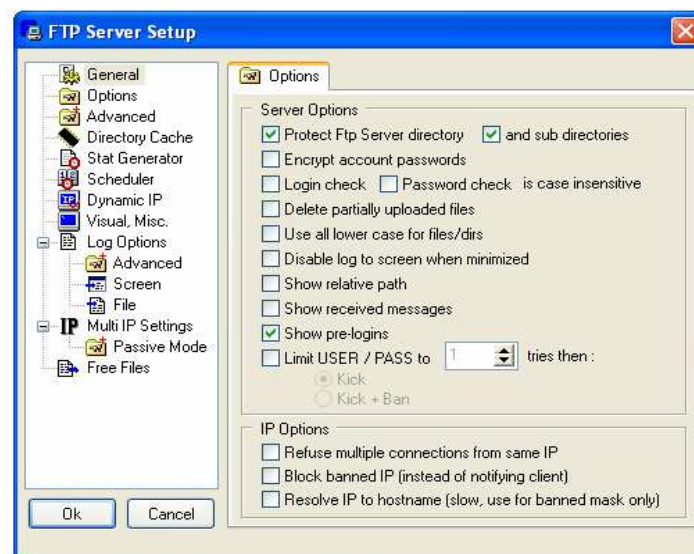 FTP Server Setup
General
Options
Advanced
Directory Cache
Stat Generator
Scheduler
Dynamic IP
Visual, Misc.
Log Options
Advanced
Screen
File
IP Multi IP Settings
Passive Mode
Free Files
Ok Cancel
Options
Server Options
Protect Ftp Server directory and sub directories
Encrypt account passwords
Login check Password check is case insensitive
Delete partially uploaded files
Use all lower case for files/dirs
Disable log to screen when minimized
Show relative path
Show received messages
Show pre-logins
Limit USER / PASS to 1 tries then :
Kick
Kick + Ban
IP Options
Refuse multiple connections from same IP
Block banned IP (instead of notifying client)
Resolve IP to hostname (slow, use for banned mask only)